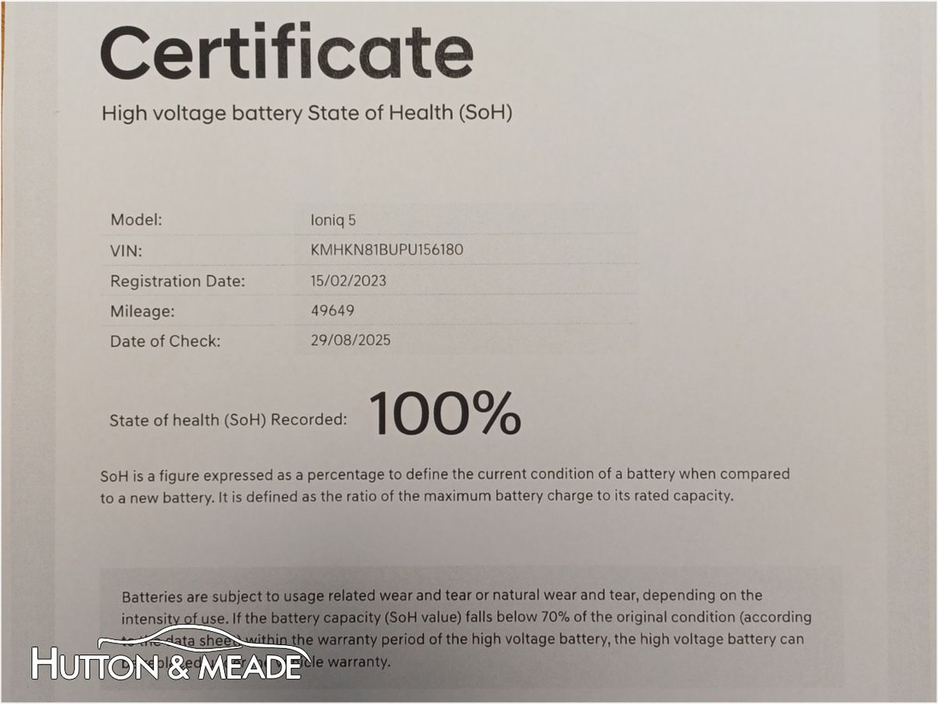 Certificate
High voltage battery State of Health (SoH)
Model: Ioniq 5
VIN: KMHKN81BUPU156180
Registration Date: 15/02/2023
Mileage: 49649
Date of Check: 29/08/2025
State of health (SoH) Recorded: 100%
SoH is a figure expressed as a percentage to define the current condition of a battery when compared
to a new battery. It is defined as the ratio of the maximum battery charge to its rated capacity.
Batteries are subject to usage related wear and tear or natural wear and tear, depending on the
intensity of use. If the battery capacity (SoH value) falls below 70% of the original condition (according
to the data sheet) within the warranty period of the high voltage battery, the high voltage battery can
warranty.
HUTTON & MEADE